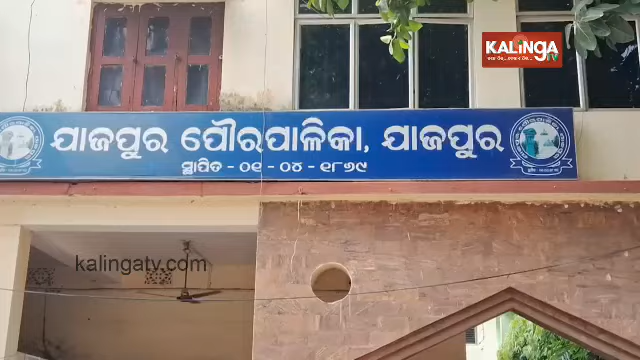 KALINGA TV
ଯାଜପୁର ପୌରପାଳିକା, ଯାଜପୁର
ସ୍ଥାପିତ - ୦୧ - ୦୪ - ୧୮୬୯
kalingatv.com